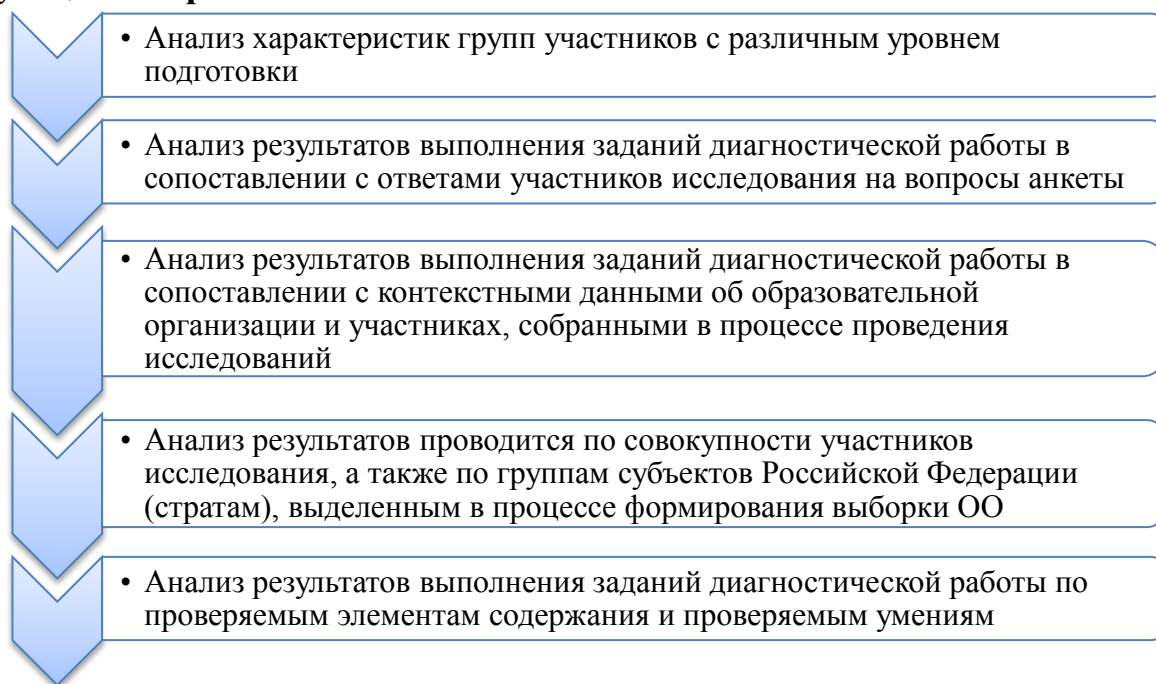 • Анализ характеристик групп участников с различным уровнем
подготовки
• Анализ результатов выполнения заданий диагностической работы в
сопоставлении с ответами участников исследования на вопросы анкеты
• Анализ результатов выполнения заданий диагностической работы в
сопоставлении с контекстными данными об образовательной
организации и участниках, собранными в процессе проведения
исследований
• Анализ результатов проводится по совокупности участников
исследования, а также по группам субъектов Российской Федерации
(стратам), выделенным в процессе формирования выборки ОО
• Анализ результатов выполнения заданий диагностической работы по
проверяемым элементам содержания и проверяемым умениям